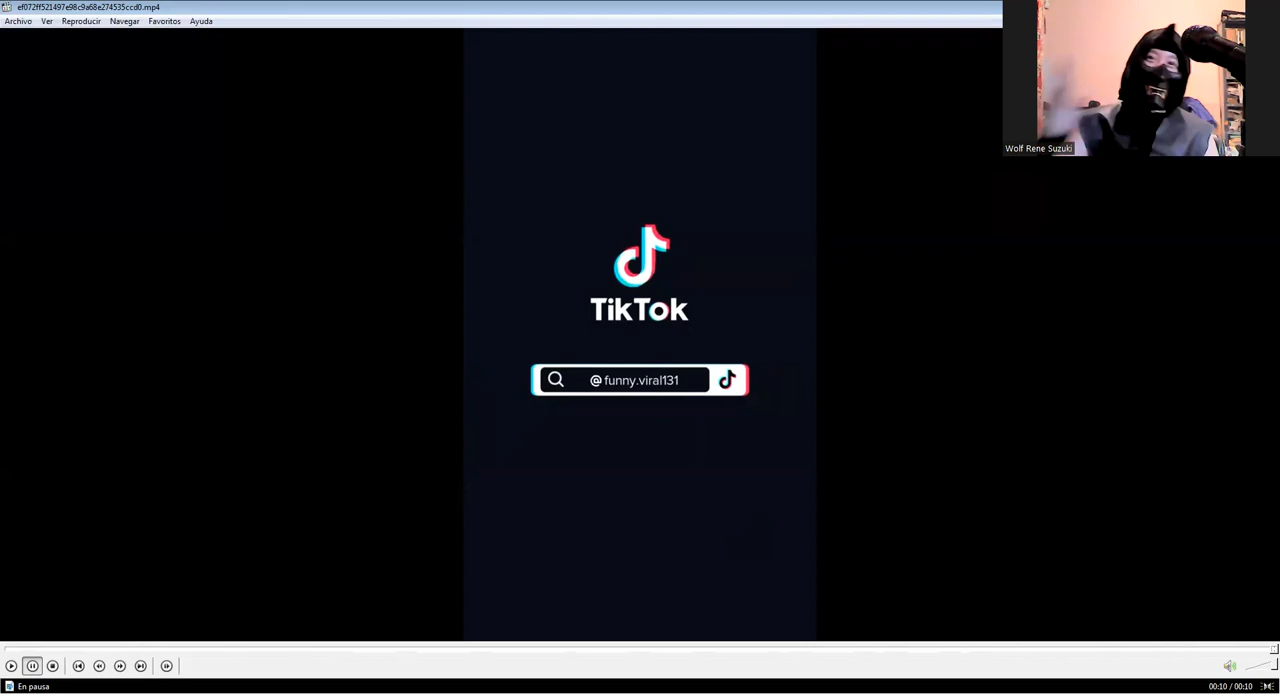 ef072ff521497e98c9a68e274535ccd0.mp4
Archivo Ver Reproducir Navegar Favoritos Ayuda
Wolf Rene Suzuki
TikTok
@funny.viral131
En pausa
00:10 / 00:10